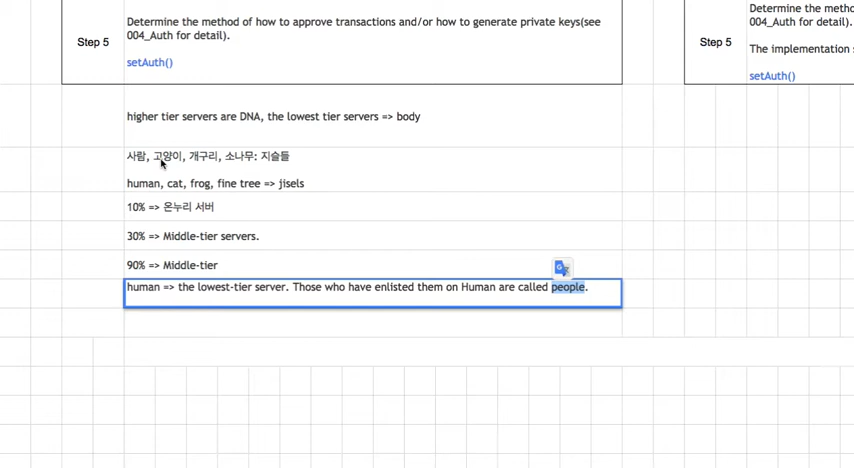 Determine the method of how to approve transactions and/or how to generate private keys(see
004_Auth for detail).
Step 5
setAuth()
Determine the metho
004_Auth for detail).
Step 5
The implementation
setAuth()
higher tier servers are DNA, the lowest tier servers => body
사람, 고양이, 개구리, 소나무: 지슬들
human, cat, frog, fine tree => jisels
10% => 온누리 서버
30% => Middle-tier servers.
90% => Middle-tier
human => the lowest-tier server. Those who have enlisted them on Human are called people.